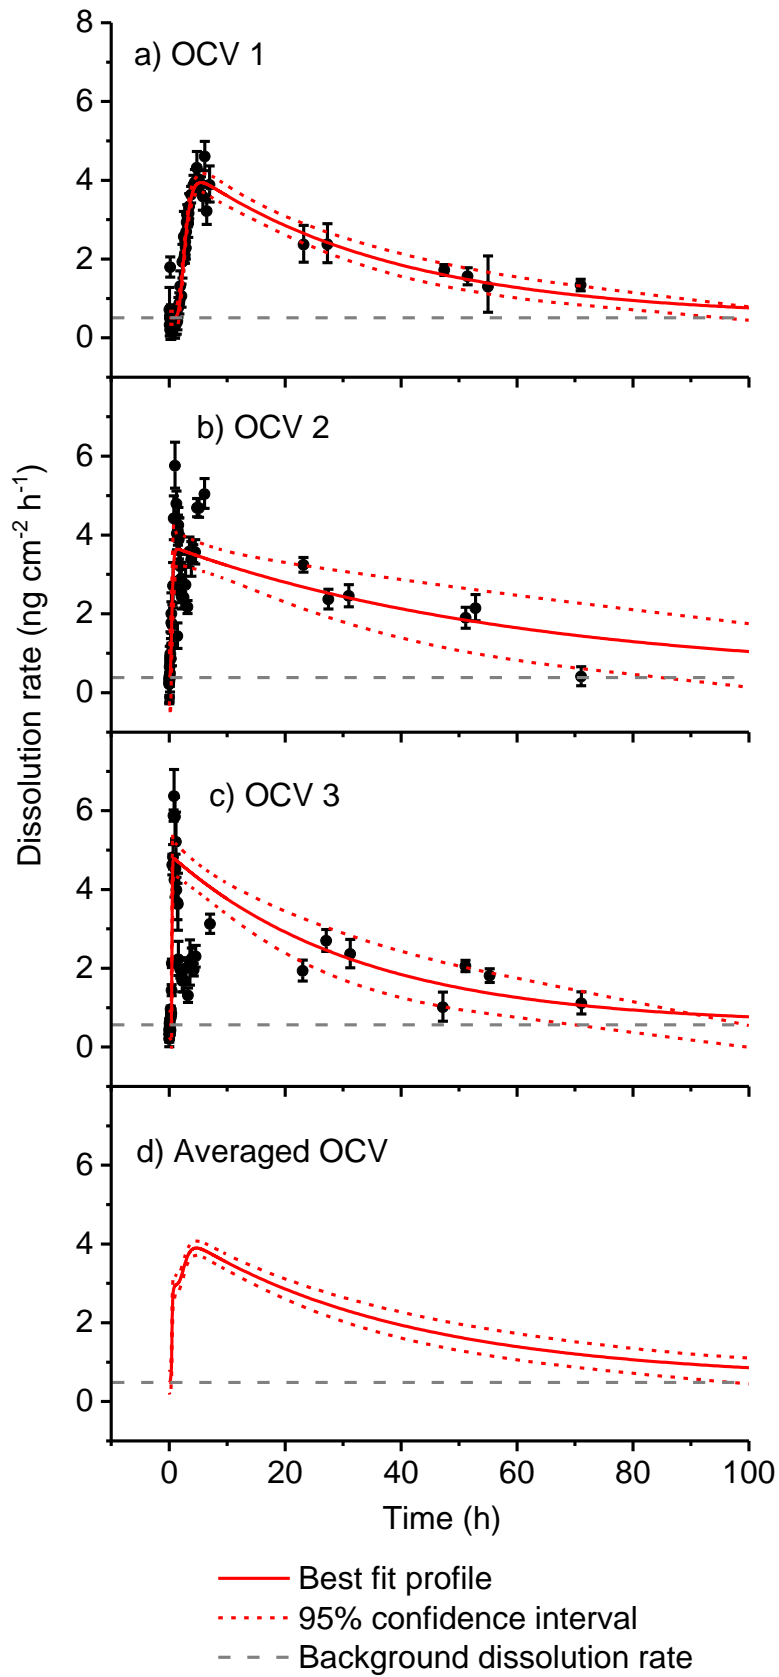 8
a) OCV 1
6
4
2
0
b) OCV 2
6
4
2
0
Dissolution rate (ng cm⁻² h⁻¹)
c) OCV 3
6
4
2
0
d) Averaged OCV
6
4
2
0
0 20 40 60 80 100
Time (h)
Best fit profile
95% confidence interval
Background dissolution rate